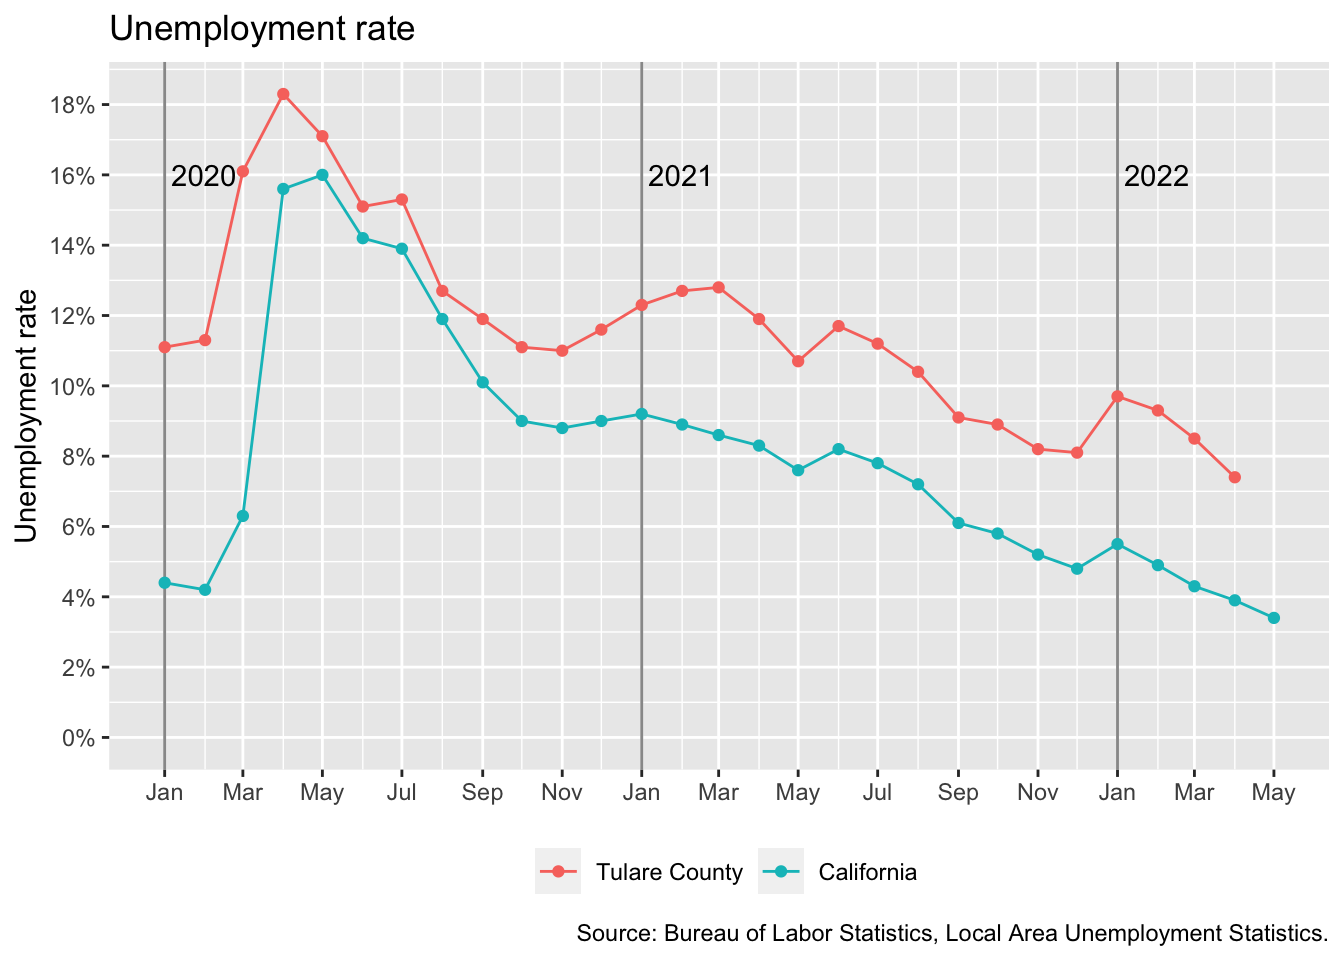 Unemployment rate
18%
16%
14%
12%
10%
8%
6%
4%
2%
0%
Unemployment rate
2020
2021
2022
Jan Mar May Jul Sep Nov Jan Mar May Jul Sep Nov Jan Mar May
Tulare County California
Source: Bureau of Labor Statistics, Local Area Unemployment Statistics.